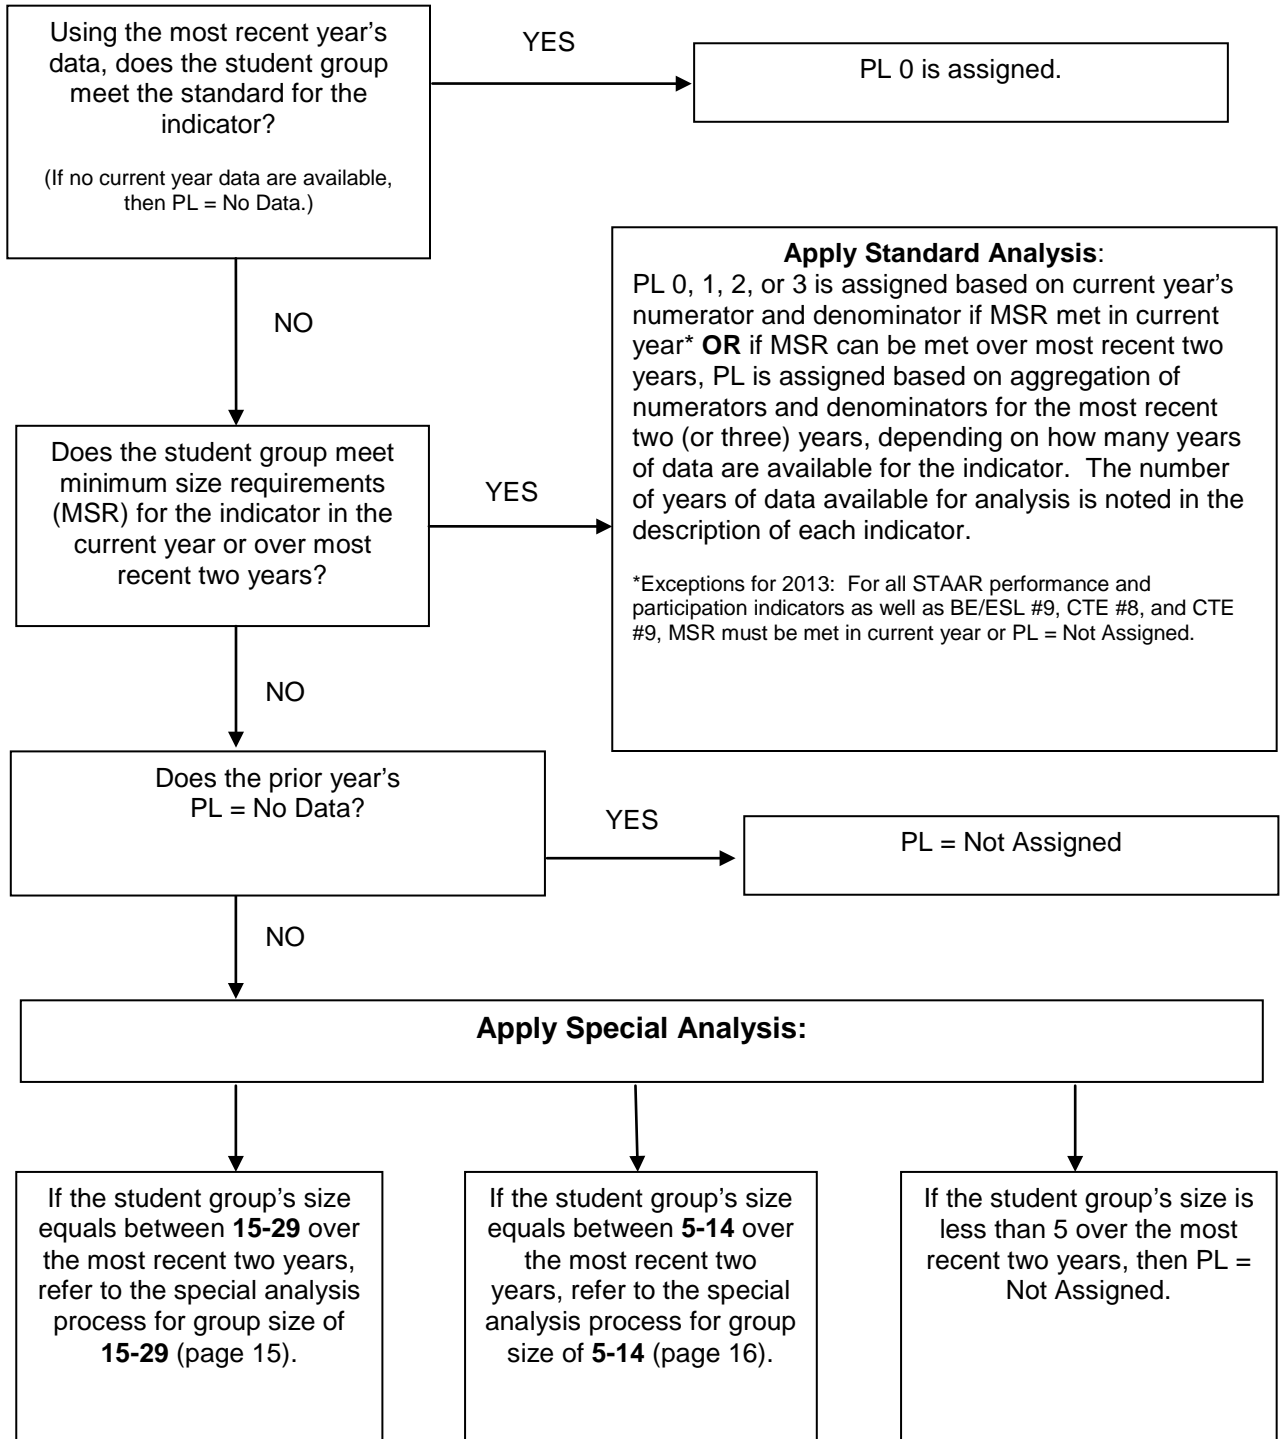 Using the most recent year’s
data, does the student group
meet the standard for the
indicator?
(If no current year data are available,
then PL = No Data.)
YES
PL 0 is assigned.
NO
Apply Standard Analysis:
PL 0, 1, 2, or 3 is assigned based on current year’s
numerator and denominator if MSR met in current
year* OR if MSR can be met over most recent two
years, PL is assigned based on aggregation of
numerators and denominators for the most recent
two (or three) years, depending on how many years
of data are available for the indicator. The number
of years of data available for analysis is noted in the
description of each indicator.
*Exceptions for 2013: For all STAAR performance and
participation indicators as well as BE/ESL #9, CTE #8, and CTE
#9, MSR must be met in current year or PL = Not Assigned.
Does the student group meet
minimum size requirements
(MSR) for the indicator in the
current year or over most
recent two years?
YES
NO
Does the prior year’s
PL = No Data?
YES
PL = Not Assigned
NO
Apply Special Analysis:
If the student group’s size
equals between 15-29 over
the most recent two years,
refer to the special analysis
process for group size of
15-29 (page 15).
If the student group’s size
equals between 5-14 over
the most recent two
years, refer to the special
analysis process for group
size of 5-14 (page 16).
If the student group’s size is
less than 5 over the most
recent two years, then PL =
Not Assigned.